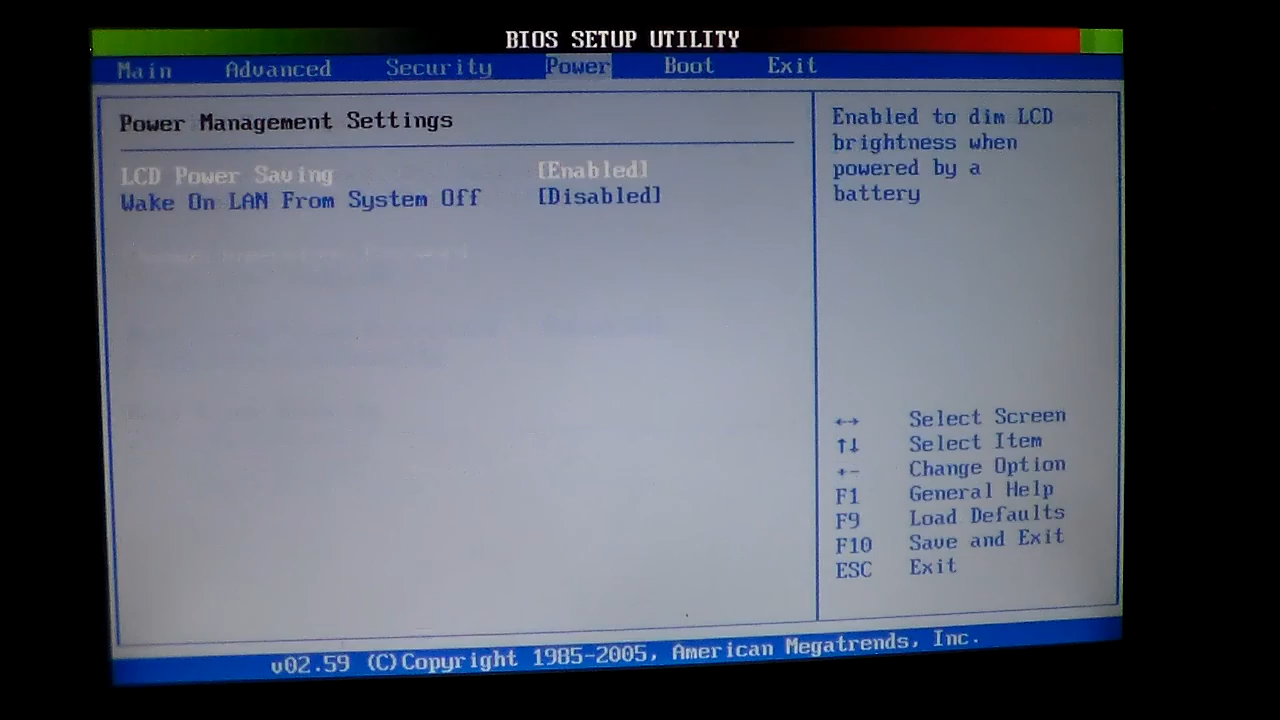 BIOS SETUP UTILITY
Main Advanced Security Power Boot Exit
Power Management Settings
LCD Power Saving [Enabled]
Wake On LAN From System Off [Disabled]
Enabled to dim LCD
brightness when
powered by a
battery
↔ Select Screen
↑↓ Select Item
+- Change Option
F1 General Help
F9 Load Defaults
F10 Save and Exit
ESC Exit
v02.59 (C)Copyright 1985-2005, American Megatrends, Inc.